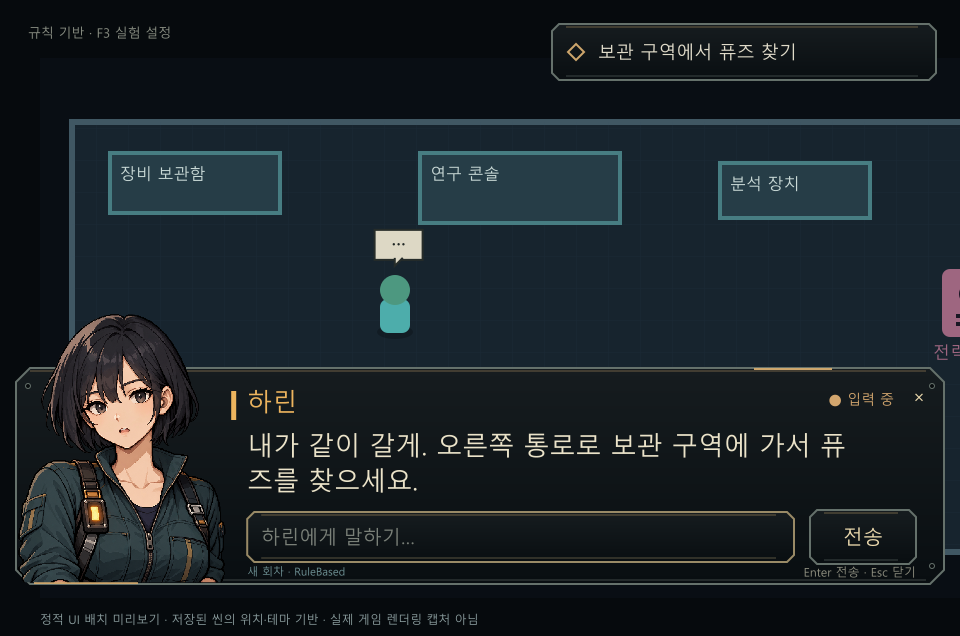 규칙 기반 · F3 실험 설정
보관 구역에서 퓨즈 찾기
장비 보관함
연구 콘솔
분석 장치
...
전력
하린
입력 중 ×
내가 같이 갈게. 오른쪽 통로로 보관 구역에 가서 퓨
즈를 찾으세요.
하린에게 말하기...
전송
새 회차 · RuleBased
Enter 전송 · Esc 닫기
정적 UI 배치 미리보기 · 저장된 씬의 위치·테마 기반 · 실제 게임 렌더링 캡처 아님